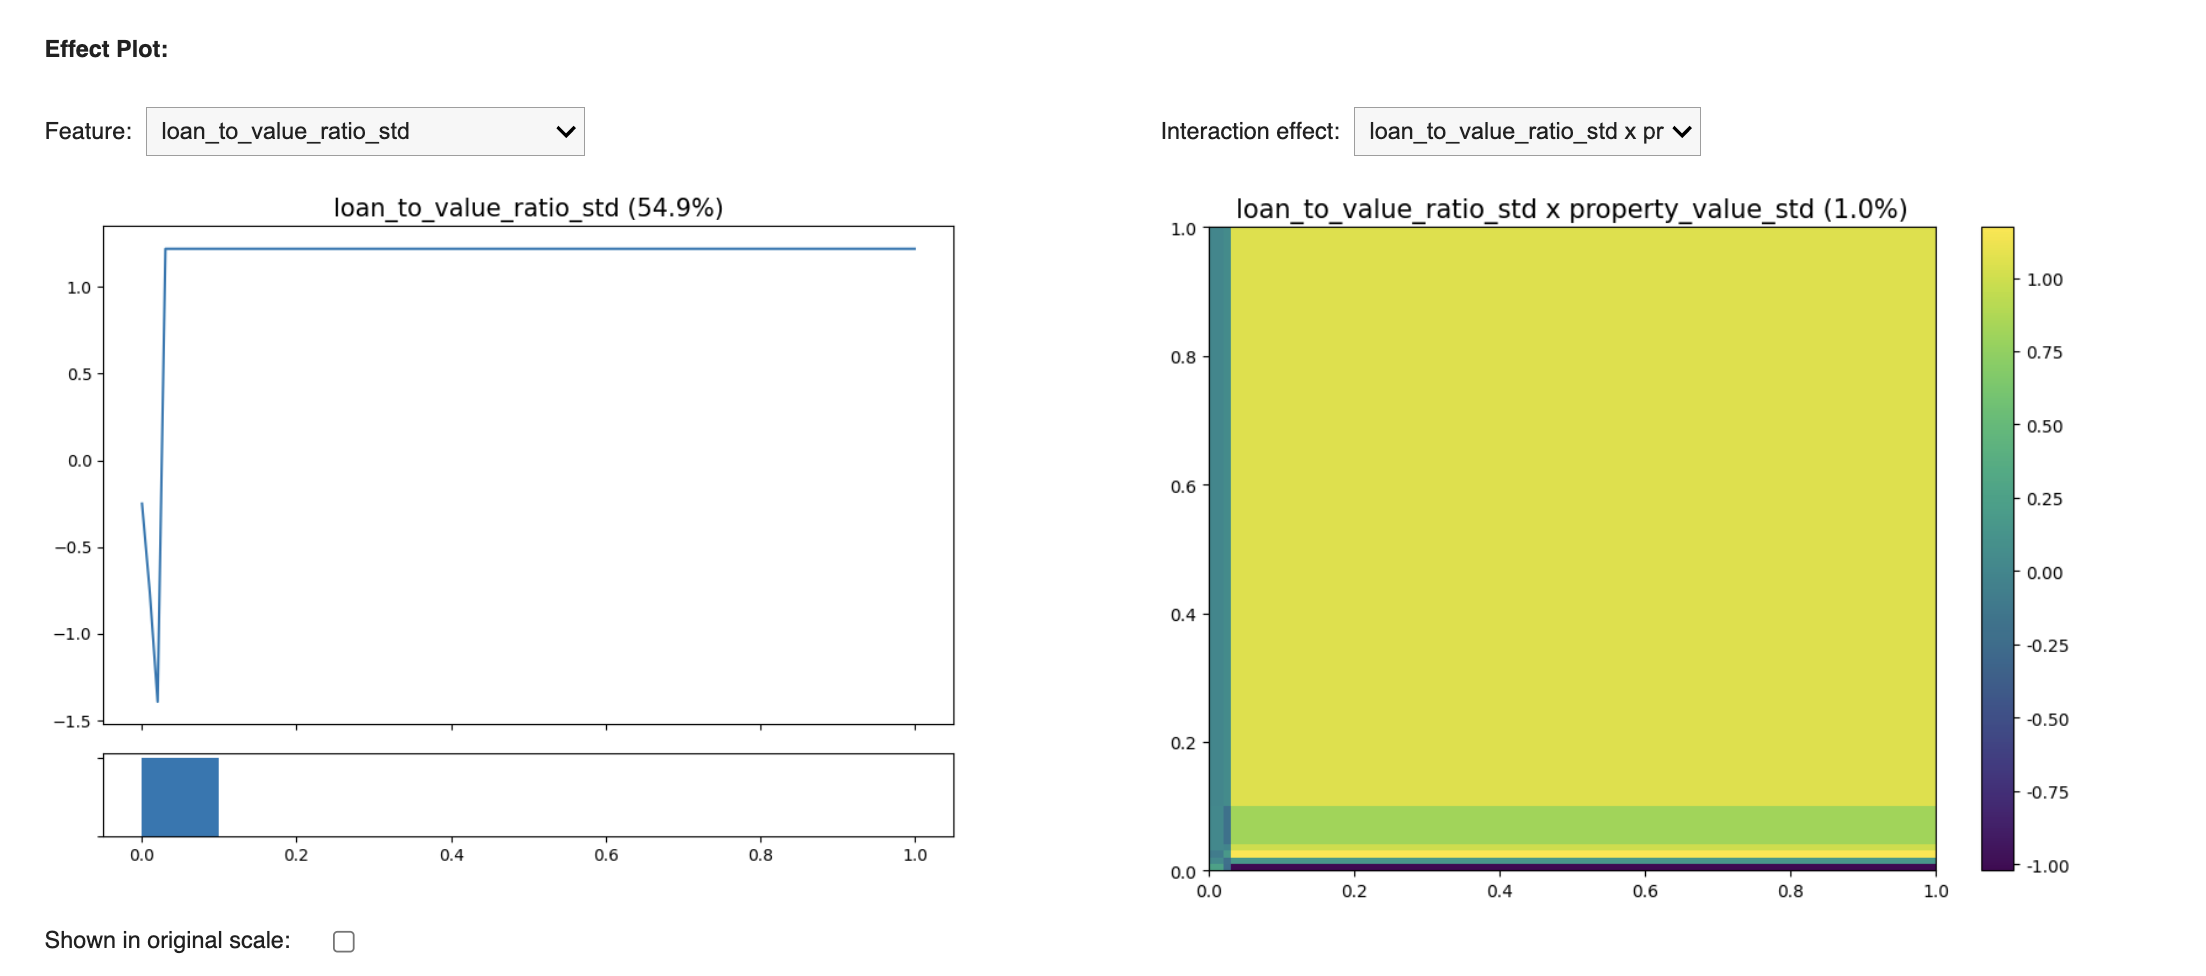 Effect Plot:
Feature: loan_to_value_ratio_std
Interaction effect: loan_to_value_ratio_std x pr
loan_to_value_ratio_std (54.9%)
1.0
0.5
0.0
−0.5
−1.0
−1.5
0.0 0.2 0.4 0.6 0.8 1.0
loan_to_value_ratio_std x property_value_std (1.0%)
1.0
0.8
0.6
0.4
0.2
0.0
0.0 0.2 0.4 0.6 0.8 1.0
1.00
0.75
0.50
0.25
0.00
-0.25
-0.50
-0.75
-1.00
Shown in original scale: